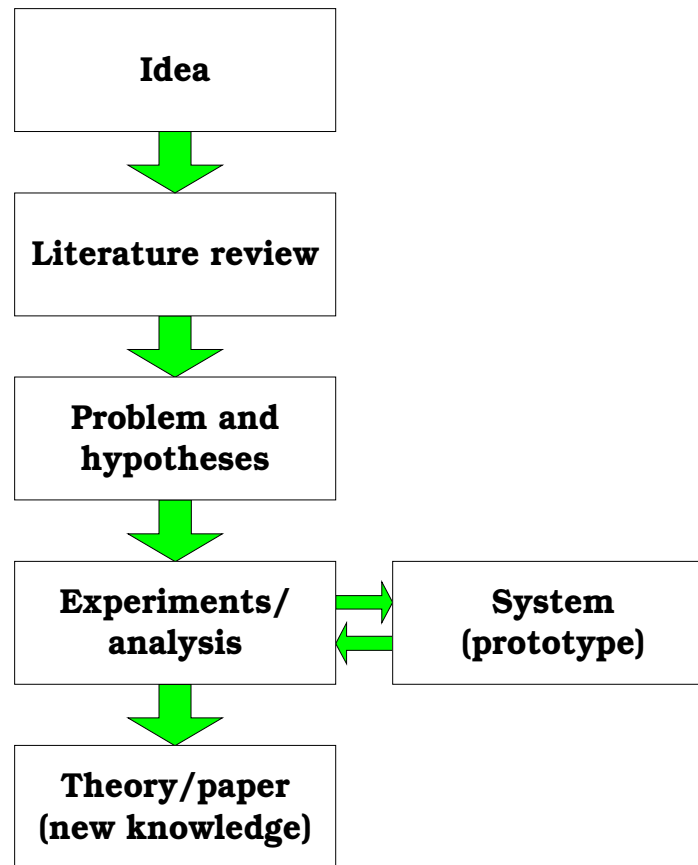 Idea
Literature review
Problem and
hypotheses
Experiments/
analysis
System
(prototype)
Theory/paper
(new knowledge)